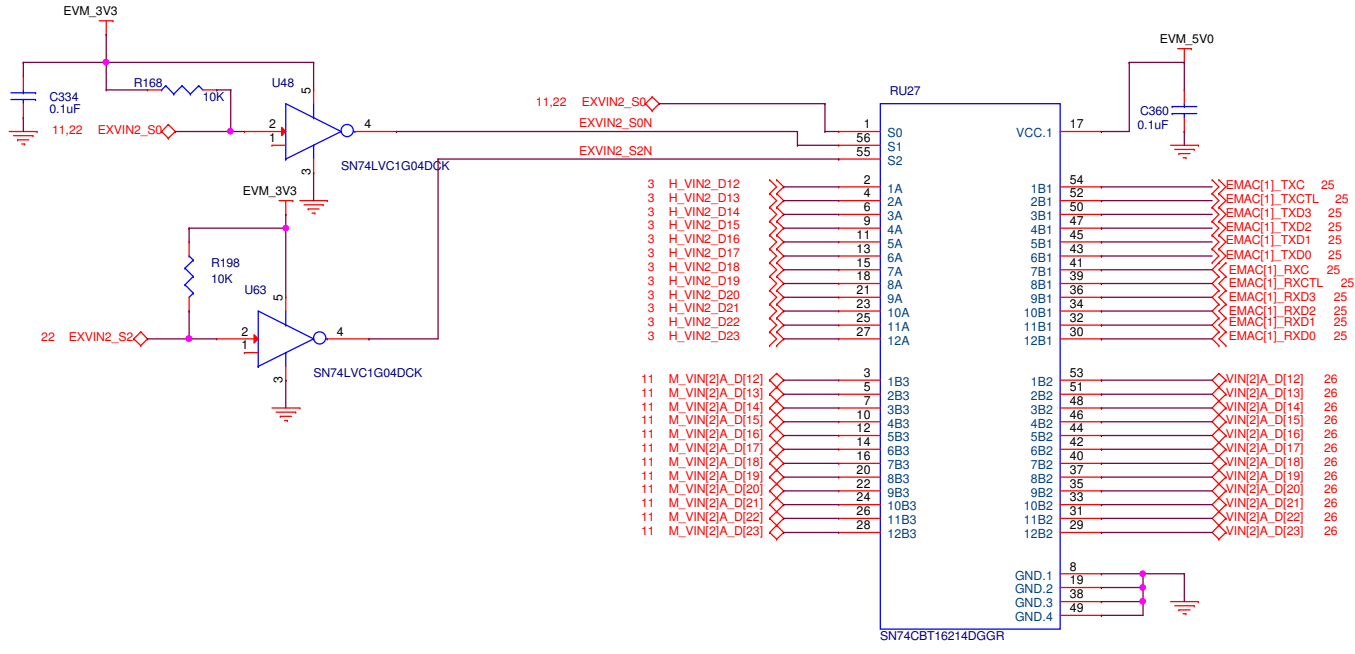 EVM_3V3
C334
0.1uF
R168
10K
U48
5
11,22 EXVIN2_S0
2
1
4
3
SN74LVC1G04DCK
EVM_3V3
R198
10K
U63
5
22 EXVIN2_S2
2
1
4
3
SN74LVC1G04DCK
11,22 EXVIN2_S0
EXVIN2_S0N
EXVIN2_S2N
RU27
EVM_5V0
C360
0.1uF
1 S0 VCC.1 17
56 S1
55 S2
3 H_VIN2_D12 2 1A 1B1 54 EMAC[1]_TXC 25
3 H_VIN2_D13 4 2A 2B1 52 EMAC[1]_TXCTL 25
3 H_VIN2_D14 6 3A 3B1 50 EMAC[1]_TXD3 25
3 H_VIN2_D15 9 4A 4B1 47 EMAC[1]_TXD2 25
3 H_VIN2_D16 11 5A 5B1 45 EMAC[1]_TXD1 25
3 H_VIN2_D17 13 6A 6B1 43 EMAC[1]_TXD0 25
3 H_VIN2_D18 15 7A 7B1 41 EMAC[1]_RXC 25
3 H_VIN2_D19 18 8A 8B1 39 EMAC[1]_RXCTL 25
3 H_VIN2_D20 21 9A 9B1 36 EMAC[1]_RXD3 25
3 H_VIN2_D21 23 10A 10B1 34 EMAC[1]_RXD2 25
3 H_VIN2_D22 25 11A 11B1 32 EMAC[1]_RXD1 25
3 H_VIN2_D23 27 12A 12B1 30 EMAC[1]_RXD0 25
11 M_VIN[2]A_D[12] 3 1B3 1B2 53 VIN[2]A_D[12] 26
11 M_VIN[2]A_D[13] 5 2B3 2B2 51 VIN[2]A_D[13] 26
11 M_VIN[2]A_D[14] 7 3B3 3B2 48 VIN[2]A_D[14] 26
11 M_VIN[2]A_D[15] 10 4B3 4B2 46 VIN[2]A_D[15] 26
11 M_VIN[2]A_D[16] 12 5B3 5B2 44 VIN[2]A_D[16] 26
11 M_VIN[2]A_D[17] 14 6B3 6B2 42 VIN[2]A_D[17] 26
11 M_VIN[2]A_D[18] 16 7B3 7B2 40 VIN[2]A_D[18] 26
11 M_VIN[2]A_D[19] 20 8B3 8B2 37 VIN[2]A_D[19] 26
11 M_VIN[2]A_D[20] 22 9B3 9B2 35 VIN[2]A_D[20] 26
11 M_VIN[2]A_D[21] 24 10B3 10B2 33 VIN[2]A_D[21] 26
11 M_VIN[2]A_D[22] 26 11B3 11B2 31 VIN[2]A_D[22] 26
11 M_VIN[2]A_D[23] 28 12B3 12B2 29 VIN[2]A_D[23] 26
GND.1 8
GND.2 19
GND.3 38
GND.4 49
SN74CBT16214DGGR